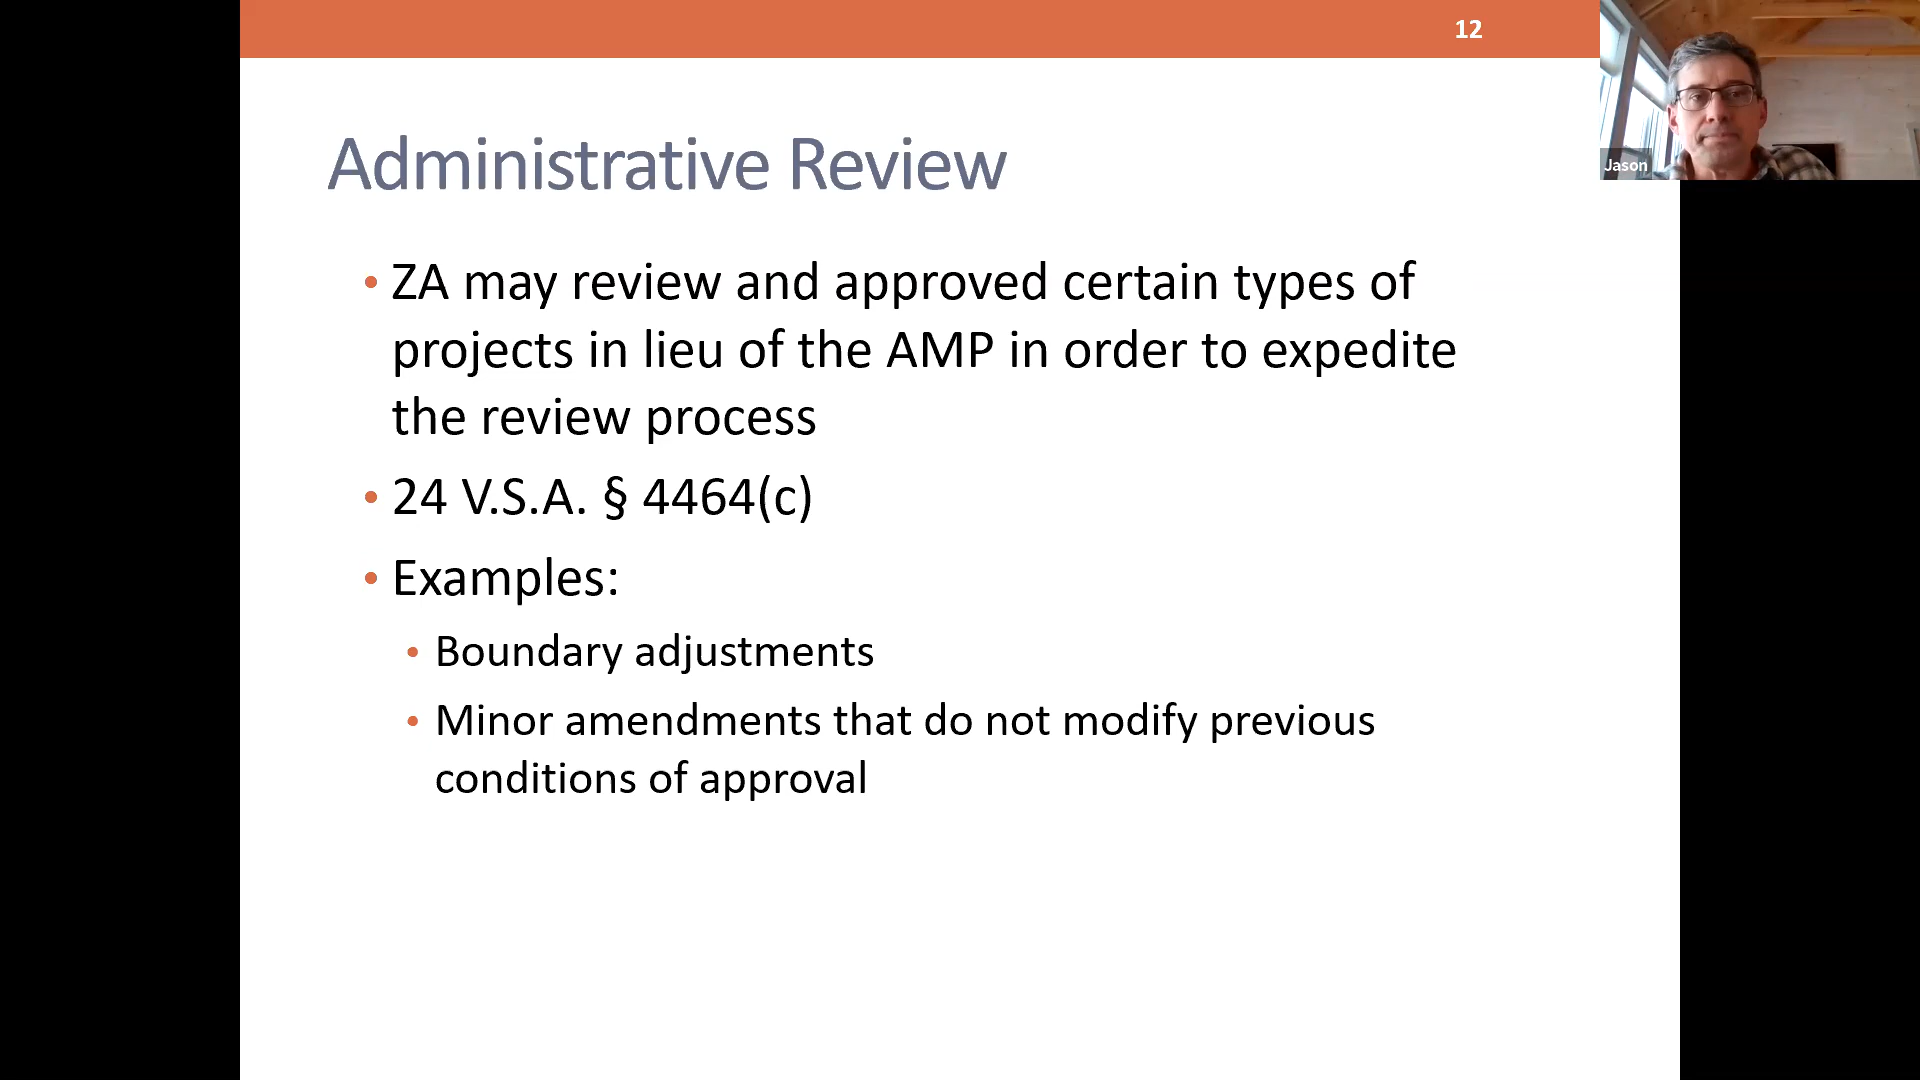 12
Jason
Administrative Review
• ZA may review and approved certain types of
projects in lieu of the AMP in order to expedite
the review process
• 24 V.S.A. § 4464(c)
• Examples:
• Boundary adjustments
• Minor amendments that do not modify previous
conditions of approval